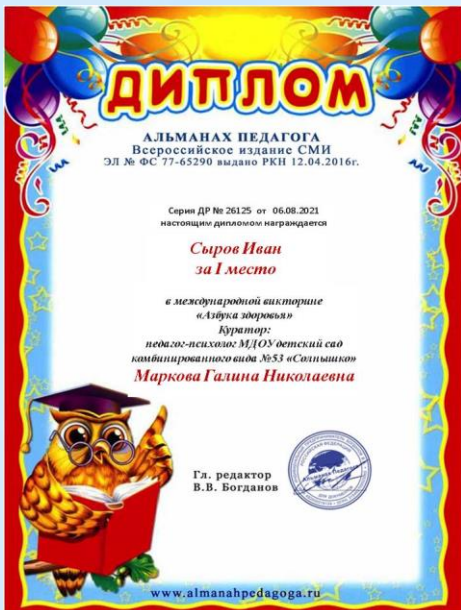 ДИПЛОМ
АЛЬМАНАХ ПЕДАГОГА
Всероссийское издание СМИ
ЭЛ № ФС 77-65290 выдано РКН 12.04.2016г.
Серия ДР № 26125 от 06.08.2021
настоящим дипломом награждается
Сыров Иван
за I место
в международной викторине
«Азбука здоровья»
Куратор:
педагог-психолог МДОУ детский сад
комбинированного вида №53 «Солнышко»
Маркова Галина Николаевна
Гл. редактор
В.В. Богданов
Альманах Педагога
www.almanahpedagoga.ru